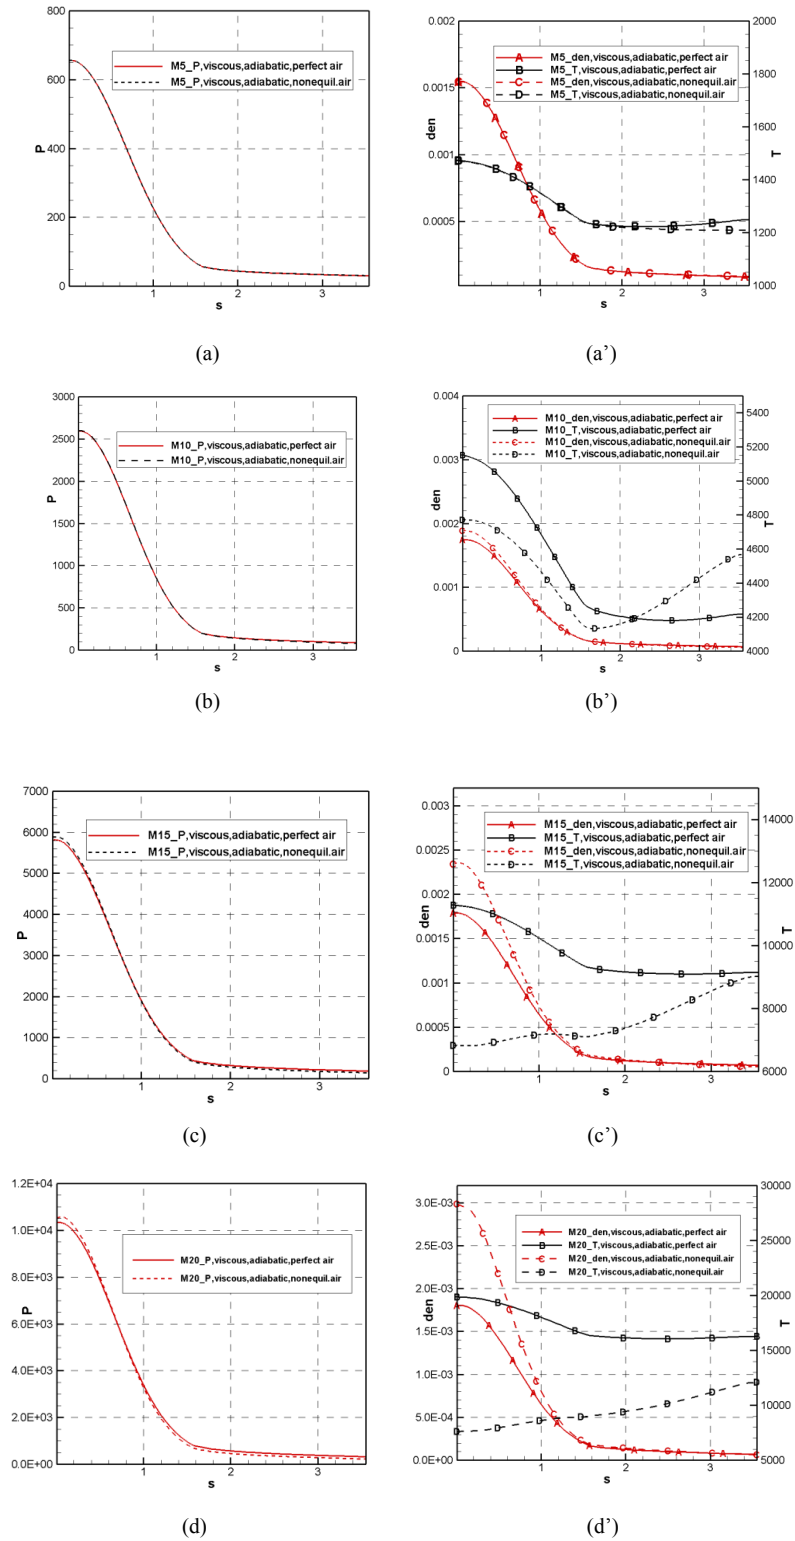 800
600
400
200
0
P
1
2
3
s
M5_P,viscous,adiabatic,perfect air
M5_P,viscous,adiabatic,nonequil.air
(a)
0.002
0.0015
0.001
0.0005
den
1
2
3
s
2000
1800
1600
1400
1200
1000
T
A M5_den,viscous,adiabatic,perfect air
B M5_T,viscous,adiabatic,perfect air
C M5_den,viscous,adiabatic,nonequil.air
D M5_T,viscous,adiabatic,nonequil.air
(a’)
3000
2500
2000
1500
1000
500
0
P
1
2
3
s
M10_P,viscous,adiabatic,perfect air
M10_P,viscous,adiabatic,nonequil.air
(b)
0.004
0.003
0.002
0.001
0
den
1
2
3
s
5400
5200
5000
4800
4600
4400
4200
4000
T
A M10_den,viscous,adiabatic,perfect air
B M10_T,viscous,adiabatic,perfect air
C M10_den,viscous,adiabatic,nonequil.air
D M10_T,viscous,adiabatic,nonequil.air
(b’)
7000
6000
5000
4000
3000
2000
1000
0
P
1
2
3
s
M15_P,viscous,adiabatic,perfect air
M15_P,viscous,adiabatic,nonequil.air
(c)
0.003
0.0025
0.002
0.0015
0.001
0.0005
0
den
1
2
3
s
14000
12000
10000
8000
6000
T
A M15_den,viscous,adiabatic,perfect air
B M15_T,viscous,adiabatic,perfect air
C M15_den,viscous,adiabatic,nonequil.air
D M15_T,viscous,adiabatic,nonequil.air
(c’)
1.2E+04
1.0E+04
8.0E+03
6.0E+03
4.0E+03
2.0E+03
0.0E+00
P
1
2
3
s
M20_P,viscous,adiabatic,perfect air
M20_P,viscous,adiabatic,nonequil.air
(d)
3.0E-03
2.5E-03
2.0E-03
1.5E-03
1.0E-03
5.0E-04
0.0E+00
den
1
2
3
s
30000
25000
20000
15000
10000
5000
T
A M20_den,viscous,adiabatic,perfect air
B M20_T,viscous,adiabatic,perfect air
C M20_den,viscous,adiabatic,nonequil.air
D M20_T,viscous,adiabatic,nonequil.air
(d’)